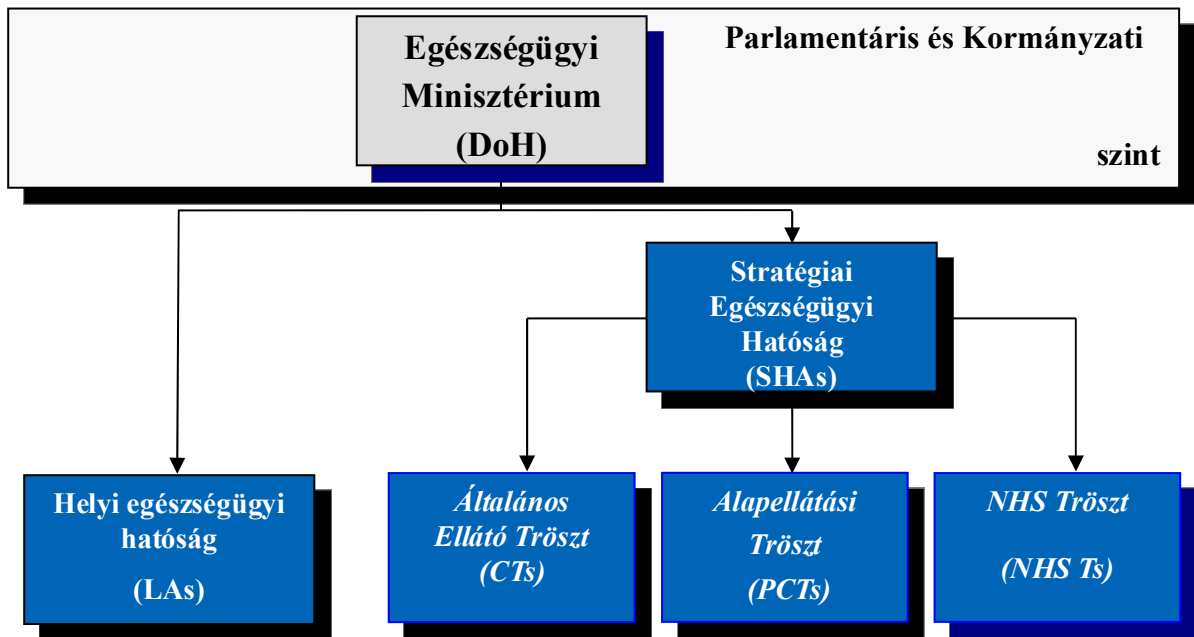 Egészségügyi
Minisztérium
(DoH)
Parlamentáris és Kormányzati
szint
Stratégiai
Egészségügyi
Hatóság
(SHAs)
Helyi egészségügyi
hatóság
(LAs)
Általános
Ellátó Tröszt
(CTs)
Alapellátási
Tröszt
(PCTs)
NHS Tröszt
(NHS Ts)